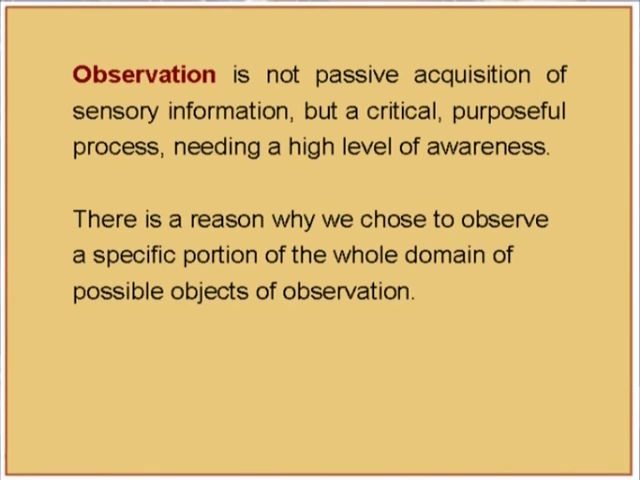 Observation is not passive acquisition of
sensory information, but a critical, purposeful
process, needing a high level of awareness.
There is a reason why we chose to observe
a specific portion of the whole domain of
possible objects of observation.